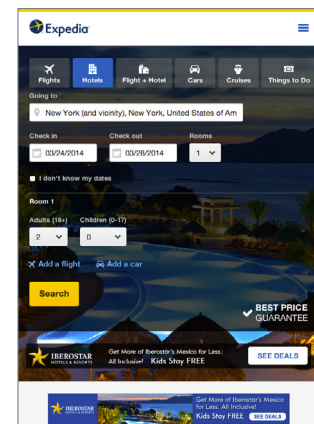 Expedia
Flights
Hotels
Flight + Hotel
Cars
Cruises
Things to Do
Going to
New York (and vicinity), New York, United States of Am
Check in
Check out
Rooms
03/24/2014
03/28/2014
1
I don't know my dates
Room 1
Adults (18+)
Children (0-17)
2
0
Add a flight
Add a car
Search
BEST PRICE
GUARANTEE
IBEROSTAR
HOTELS & RESORTS
Get More of Iberostar's Mexico for Less.
All Inclusive! Kids Stay FREE
SEE DEALS
IBEROSTAR
Get More of Iberostar's Mexico
for Less. All Inclusive!
Kids Stay FREE
SEE DEALS